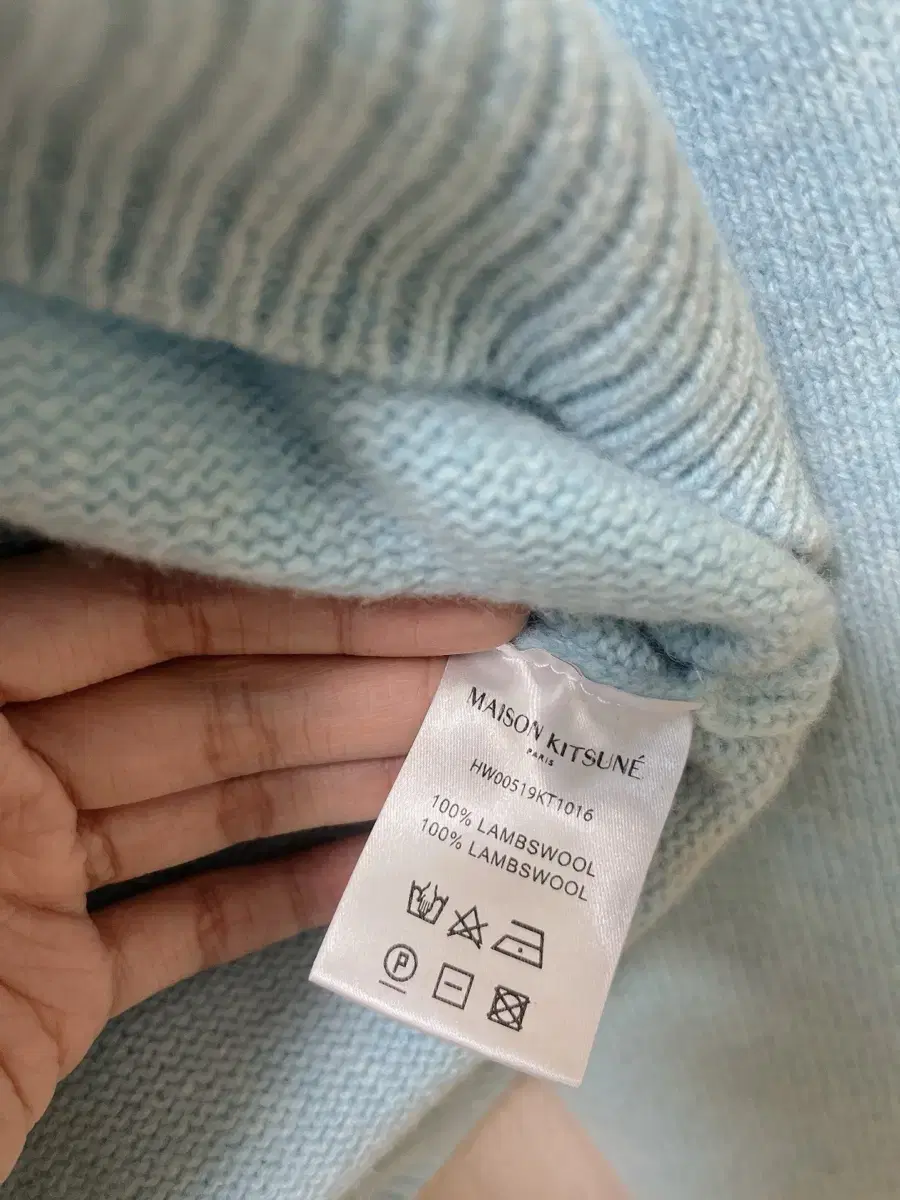 MAISON KITSUNÉ
PARIS
HW00519KT1016
100% LAMBSWOOL
100% LAMBSWOOL
P